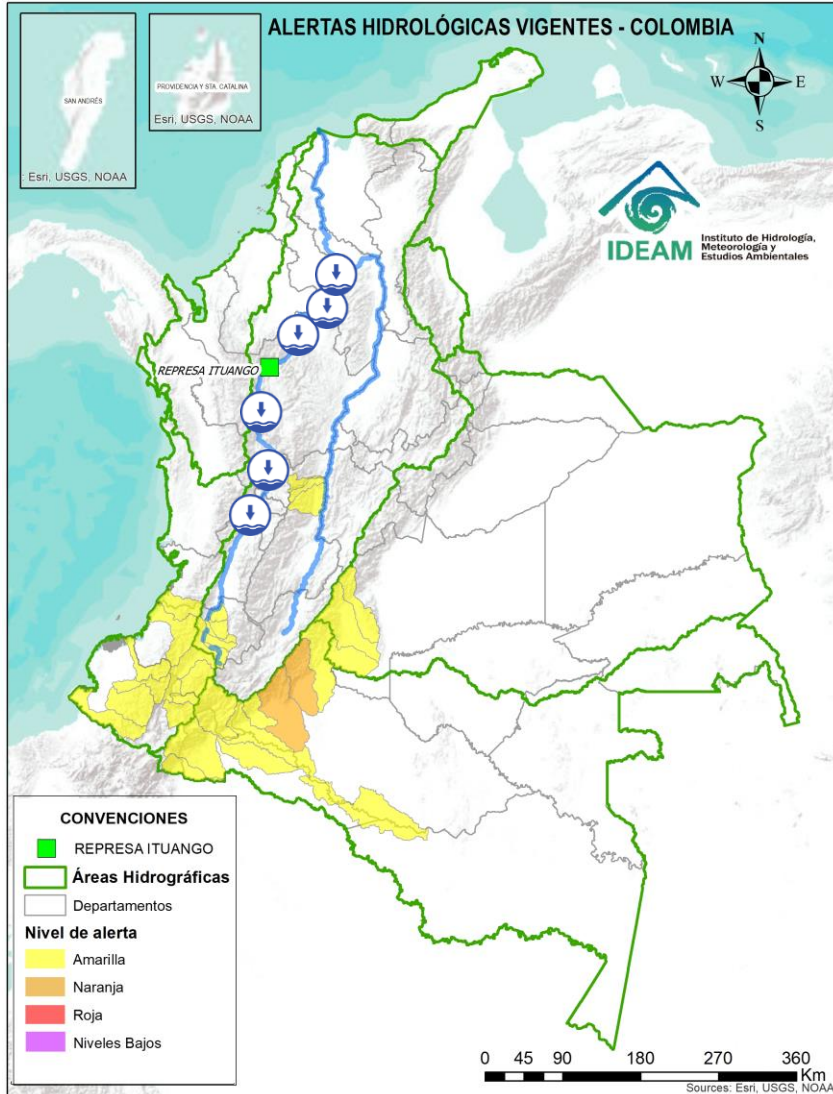 ALERTAS HIDROLÓGICAS VIGENTES - COLOMBIA
SAN ANDRÉS
: Esri, USGS, NOAA
PROVIDENCIA Y STA. CATALINA
Esri, USGS, NOAA
N
W
E
S
IDEAM
Instituto de Hidrología,
Meteorología y
Estudios Ambientales
REPRESA ITUANGO
CONVENCIONES
REPRESA ITUANGO
Áreas Hidrográficas
Departamentos
Nivel de alerta
Amarilla
Naranja
Roja
Niveles Bajos
0 45 90 180 270 360
Km
Sources: Esri, USGS, NOAA